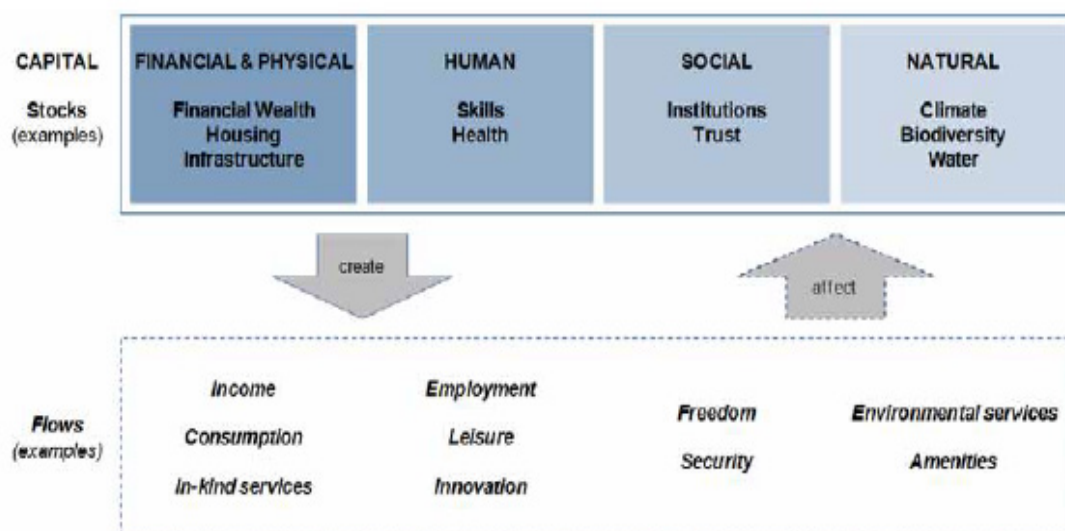 CAPITAL
Stocks
(examples)
FINANCIAL & PHYSICAL
Financial Wealth
Housing
Infrastructure
HUMAN
Skills
Health
SOCIAL
Institutions
Trust
NATURAL
Climate
Biodiversity
Water
create
affect
Flows
(examples)
Income
Consumption
In-kind services
Employment
Leisure
Innovation
Freedom
Security
Environmental services
Amenities